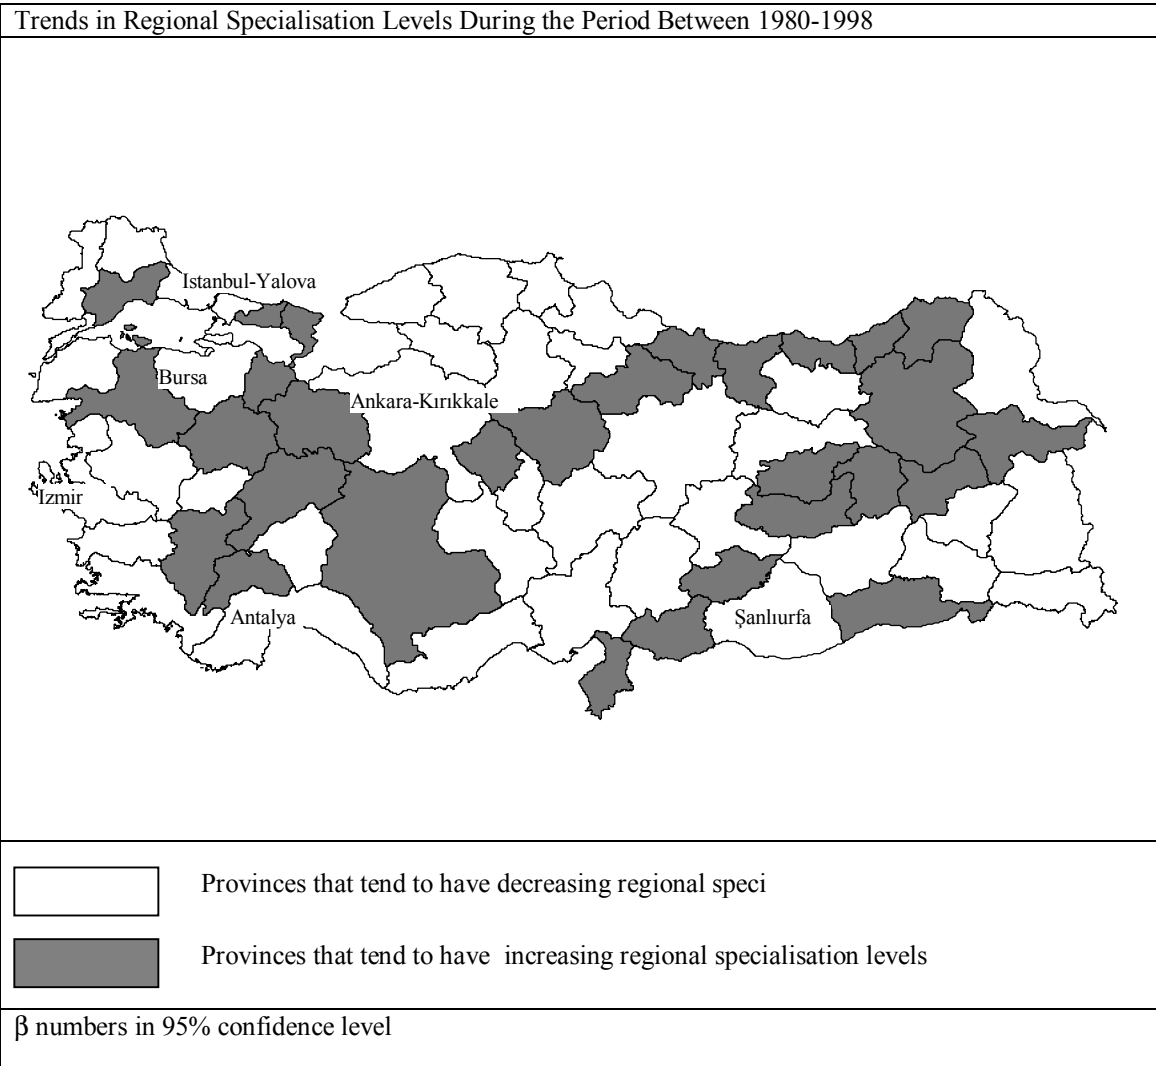 Trends in Regional Specialisation Levels During the Period Between 1980-1998
Istanbul-Yalova
Bursa
Ankara-Kırıkkale
Izmir
Antalya
Şanlıurfa
Provinces that tend to have decreasing regional speci
Provinces that tend to have increasing regional specialisation levels
β numbers in 95% confidence level